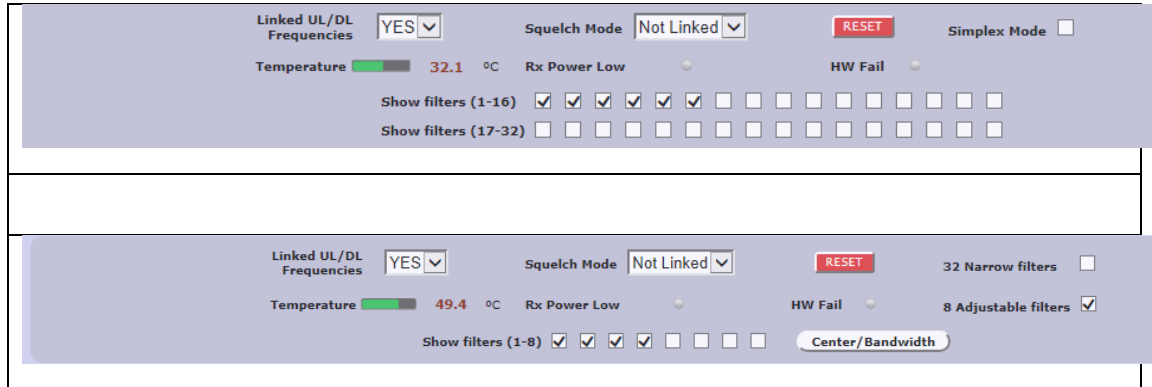 Linked UL/DL Frequencies YES Squelch Mode Not Linked RESET Simplex Mode
Temperature 32.1 ºC Rx Power Low HW Fail
Show filters (1-16)
Show filters (17-32)
Linked UL/DL Frequencies YES Squelch Mode Not Linked RESET 32 Narrow filters
Temperature 49.4 ºC Rx Power Low HW Fail 8 Adjustable filters
Show filters (1-8) Center/Bandwidth